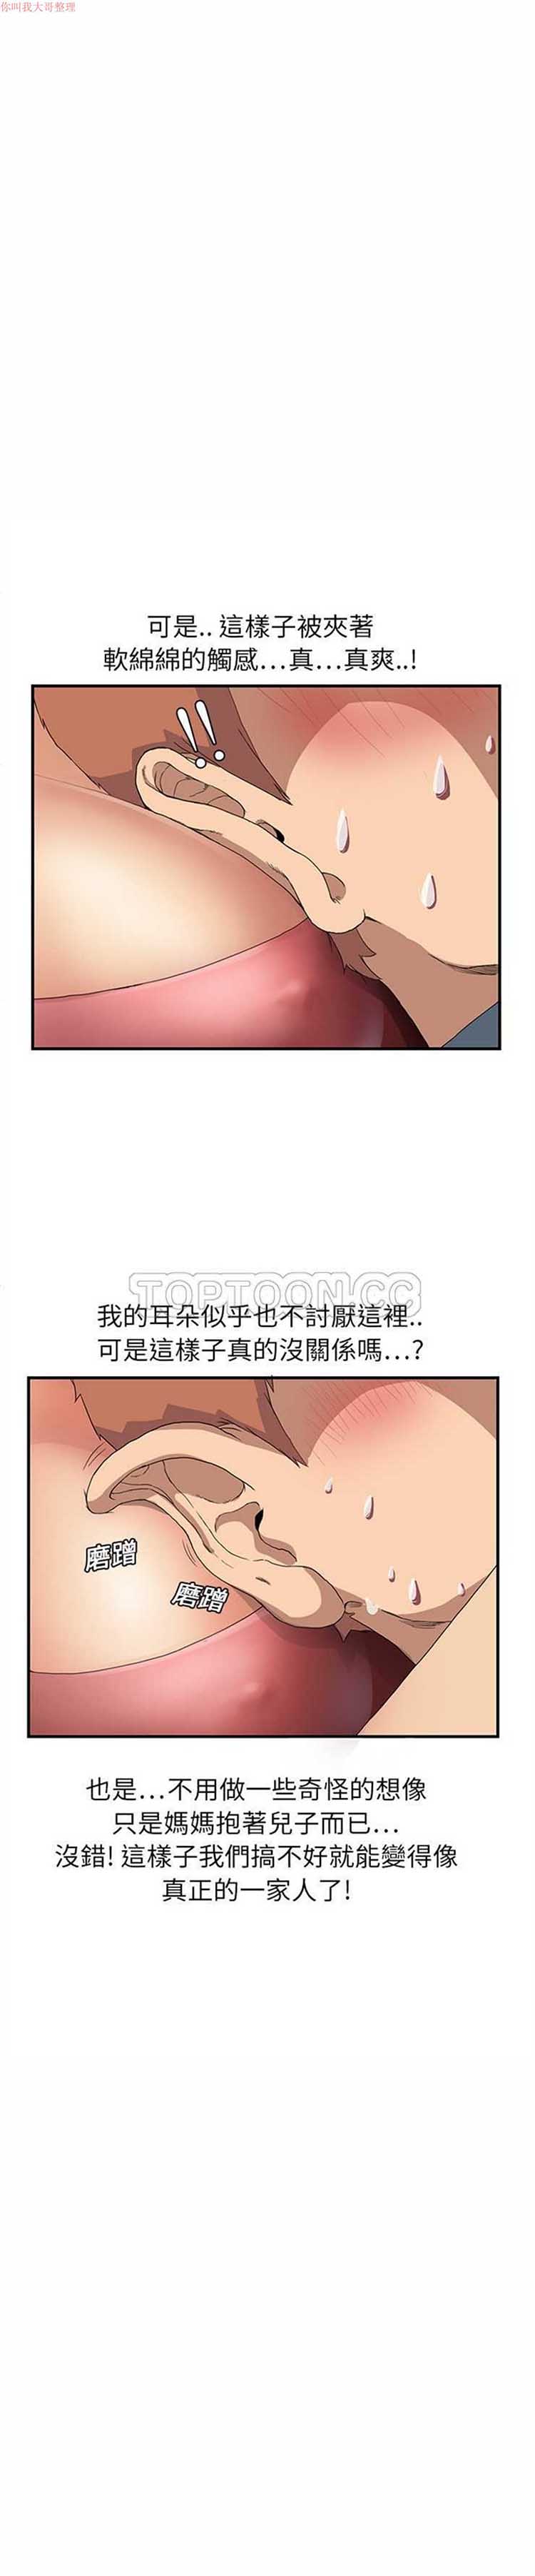 你叫我大哥整理
可是.. 這樣子被夾著
軟綿綿的觸感...真...真爽..!
TOPTOON.CC
我的耳朵似乎也不討厭這裡..
可是這樣子真的沒關係嗎...?
磨蹭
磨蹭
也是...不用做一些奇怪的想像
只是媽媽抱著兒子而已...
沒錯! 這樣子我們搞不好就能變得像
真正的一家人了!